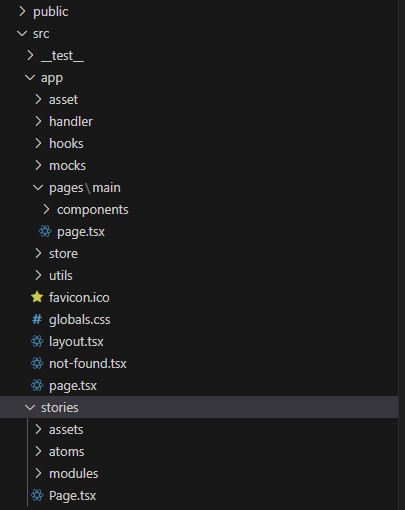 public
src
__test__
app
asset
handler
hooks
mocks
pages\main
components
page.tsx
store
utils
favicon.ico
# globals.css
layout.tsx
not-found.tsx
page.tsx
stories
assets
atoms
modules
Page.tsx